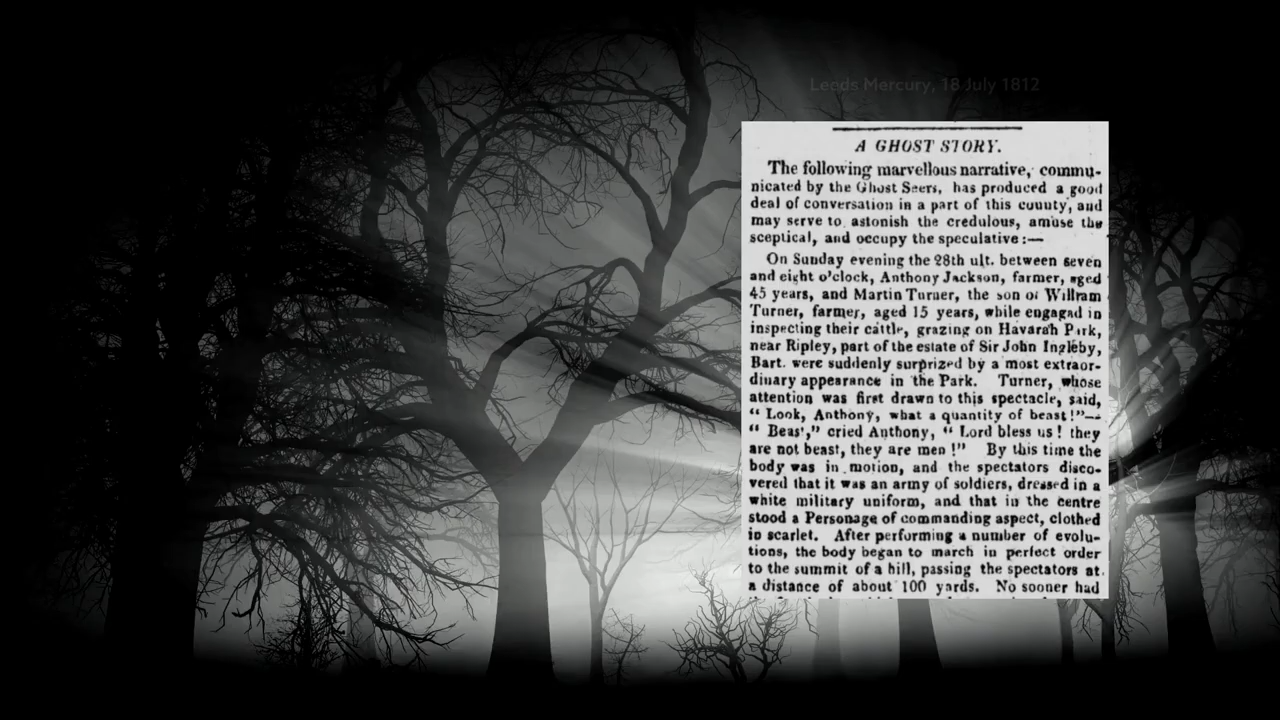 Leeds Mercury, 18 July 1812
A GHOST STORY.
The following marvellous narrative, commu-
nicated by the Ghost Seers, has produced a good
deal of conversation in a part of this county, and
may serve to astonish the credulous, amuse the
sceptical, and occupy the speculative:—
On Sunday evening the 28th ult. between seven
and eight o'clock, Anthony Jackson, farmer, aged
45 years, and Martin Turner, the son of William
Turner, farmer, aged 15 years, while engaged in
inspecting their cattle, grazing on Havarah Park,
near Ripley, part of the estate of Sir John Ingleby,
Bart. were suddenly surprized by a most extraor-
dinary appearance in the Park. Turner, whose
attention was first drawn to this spectacle, said,
" Look, Anthony, what a quantity of beast!"—
" Beas'," cried Anthony, " Lord bless us! they
are not beast, they are men!" By this time the
body was in motion, and the spectators disco-
vered that it was an army of soldiers, dressed in a
white military uniform, and that in the centre
stood a Personage of commanding aspect, clothed
in scarlet. After performing a number of evolu-
tions, the body began to march in perfect order
to the summit of a hill, passing the spectators at
a distance of about 100 yards. No sooner had